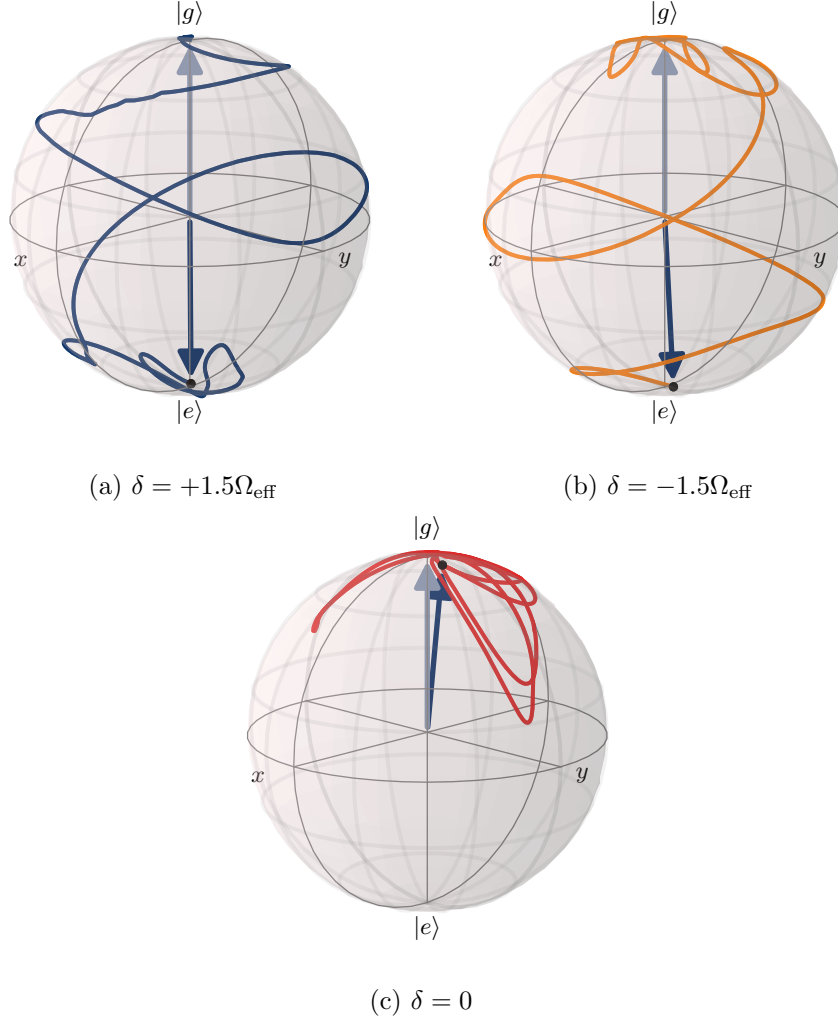 |g⟩ |g⟩
x y x y
|e⟩ |e⟩
(a) δ = +1.5Ω_eff (b) δ = −1.5Ω_eff
|g⟩
x y
|e⟩
(c) δ = 0